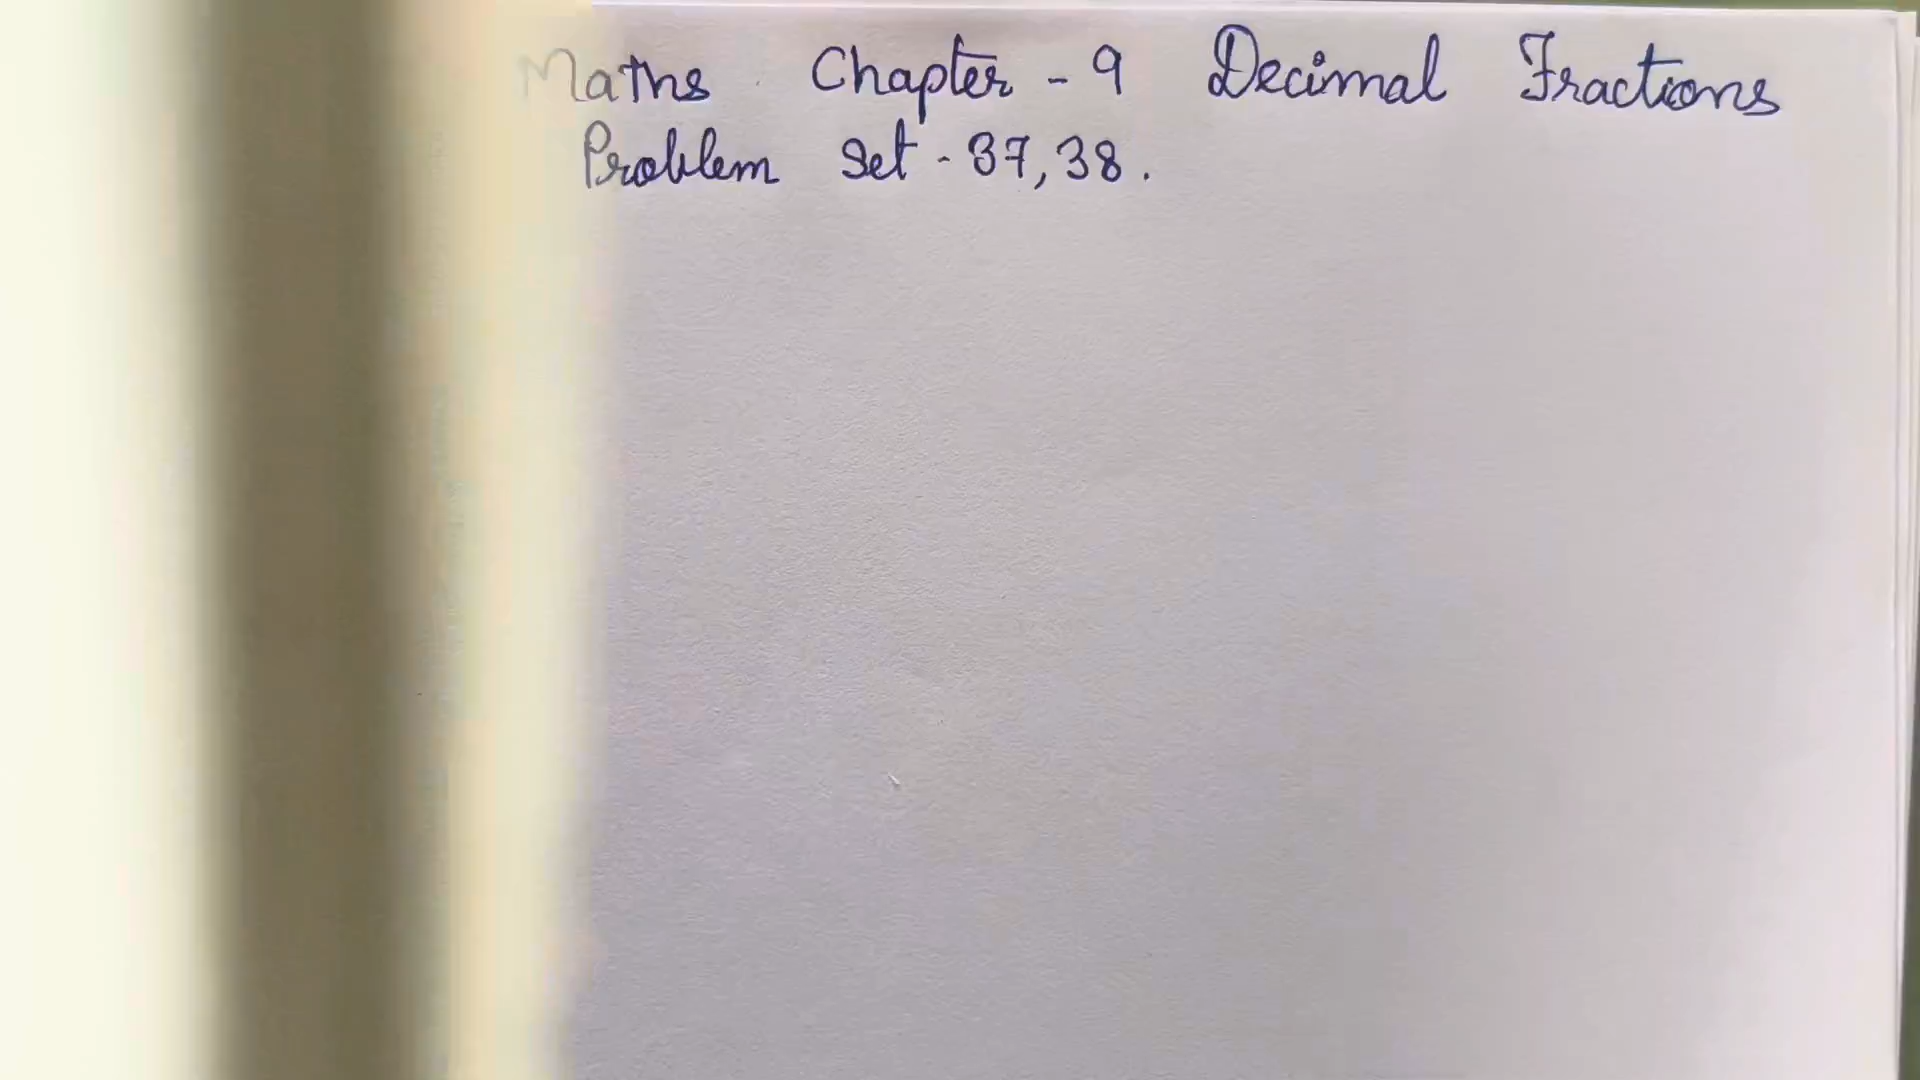 Maths Chapter - 9 Decimal Fractions
Problem Set - 37, 38.